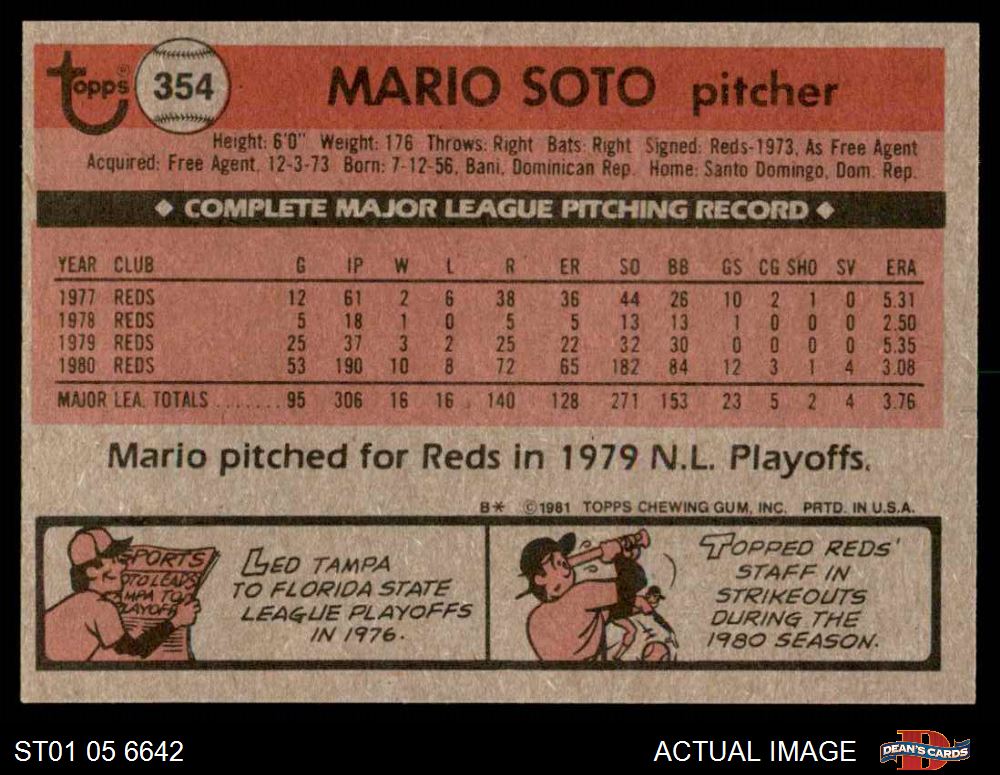 topps® 354 MARIO SOTO pitcher
Height: 6'0" Weight: 176 Throws: Right Bats: Right Signed: Reds-1973, As Free Agent
Acquired: Free Agent, 12-3-73 Born: 7-12-56, Bani, Dominican Rep. Home: Santo Domingo, Dom. Rep.
◆ COMPLETE MAJOR LEAGUE PITCHING RECORD ◆
YEAR CLUB G IP W L R ER SO BB GS CG SHO SV ERA
1977 REDS 12 61 2 6 38 36 44 26 10 2 1 0 5.31
1978 REDS 5 18 1 0 5 5 13 13 1 0 0 0 2.50
1979 REDS 25 37 3 2 25 22 32 30 0 0 0 0 5.35
1980 REDS 53 190 10 8 72 65 182 84 12 3 1 4 3.08
MAJOR LEA. TOTALS ........ 95 306 16 16 140 128 271 153 23 5 2 4 3.76
Mario pitched for Reds in 1979 N.L. Playoffs.
B* ©1981 TOPPS CHEWING GUM, INC. PRTD. IN U.S.A.
SPORTS
SOTO LEADS
TAMPA TO
PLAYOFF
LED TAMPA
TO FLORIDA STATE
LEAGUE PLAYOFFS
IN 1976.
TOPPED REDS'
STAFF IN
STRIKEOUTS
DURING THE
1980 SEASON.
ST01 05 6642
ACTUAL IMAGE
DEAN'S CARDS